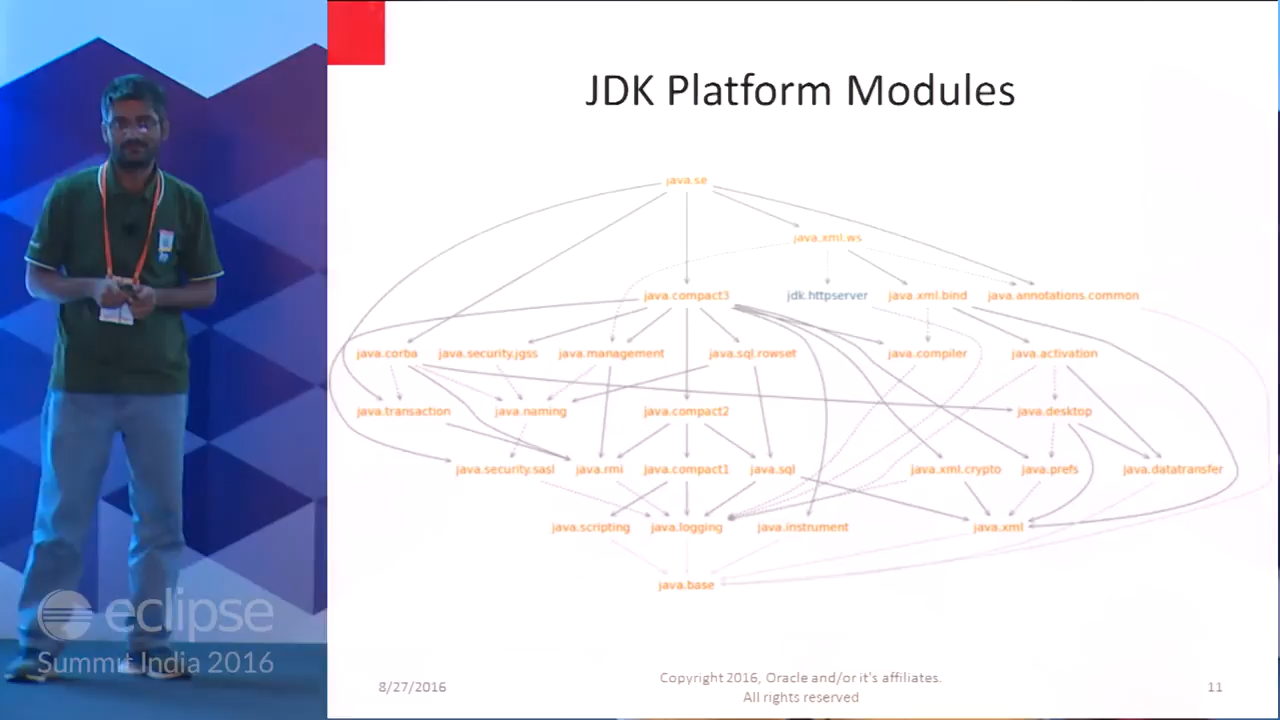 JDK Platform Modules
java.se
java.xml.ws
java.compact3
jdk.httpserver
java.xml.bind
java.annotations.common
java.corba
java.security.jgss
java.management
java.sql.rowset
java.compiler
java.activation
java.transaction
java.naming
java.compact2
java.desktop
java.security.sasl
java.rmi
java.compact1
java.sql
java.xml.crypto
java.prefs
java.datatransfer
java.scripting
java.logging
java.instrument
java.xml
java.base
eclipse
Summit India 2016
8/27/2016
Copyright 2016, Oracle and/or it's affiliates.
All rights reserved
11